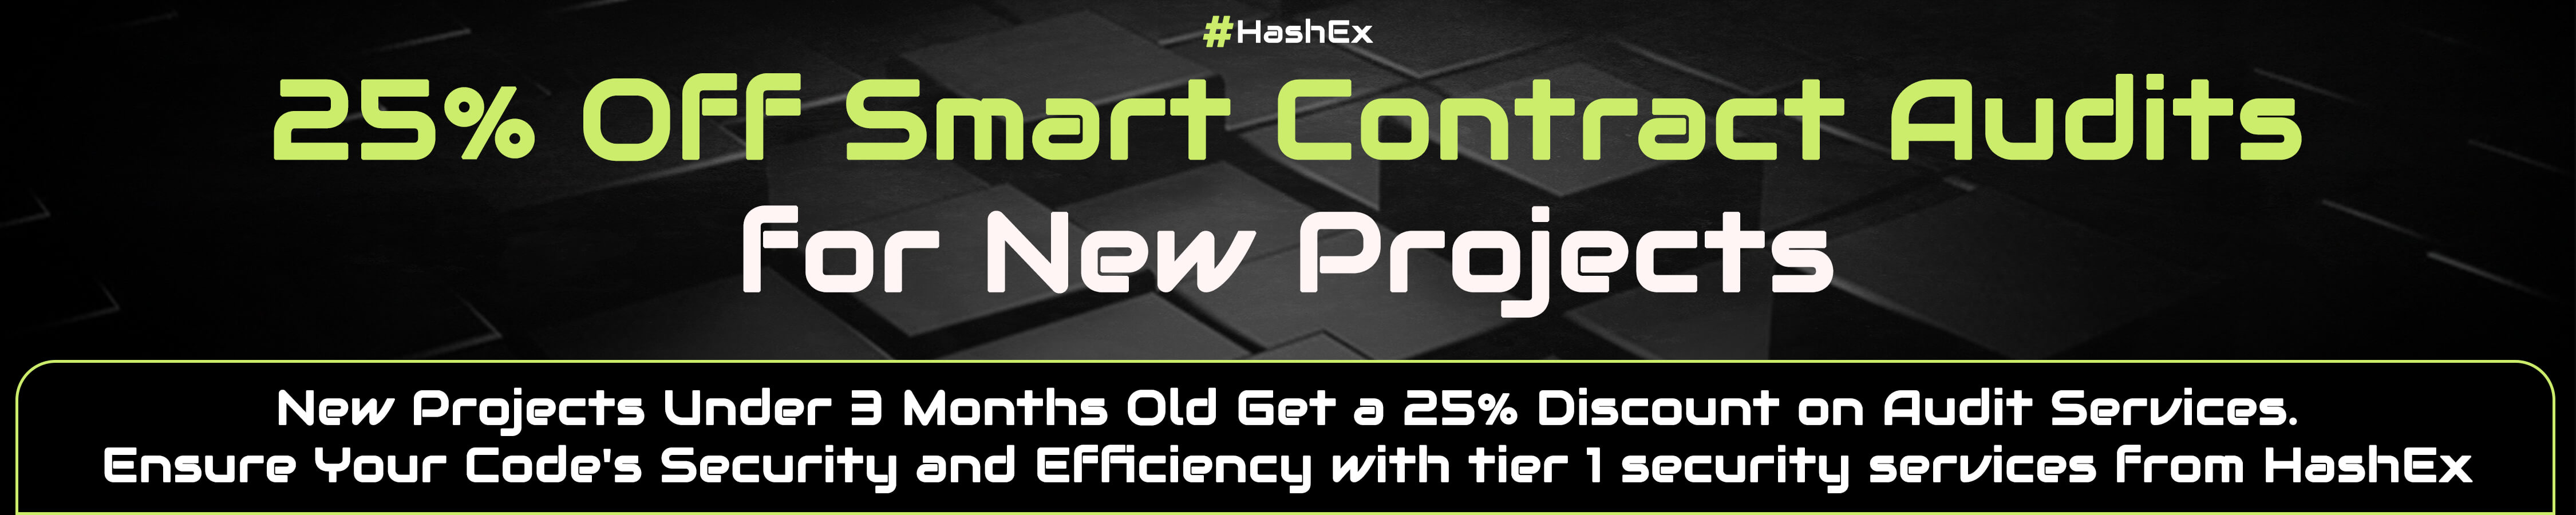 #HashEx
25% Off Smart Contract Audits
for New Projects
New Projects Under 3 Months Old Get a 25% Discount on Audit Services.
Ensure Your Code's Security and Efficiency with tier 1 security services from HashEx